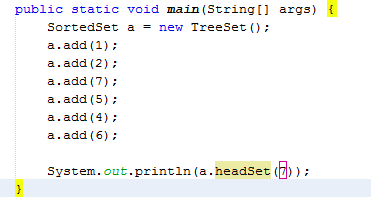 public static void main(String[] args) {
SortedSet a = new TreeSet();
a.add(1);
a.add(2);
a.add(7);
a.add(5);
a.add(4);
a.add(6);
System.out.println(a.headSet(7));
}